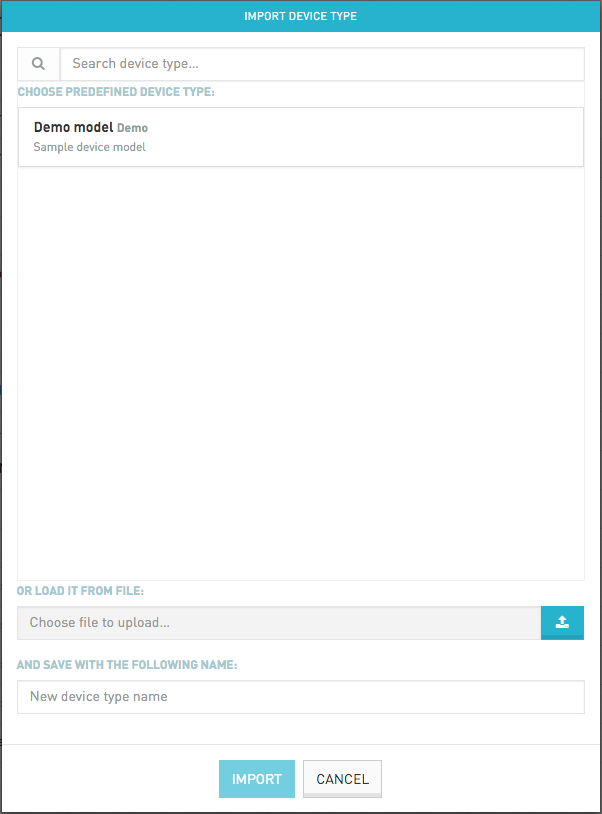 IMPORT DEVICE TYPE
Search device type...
CHOOSE PREDEFINED DEVICE TYPE:
Demo model Demo
Sample device model
OR LOAD IT FROM FILE:
Choose file to upload...
AND SAVE WITH THE FOLLOWING NAME:
New device type name
IMPORT CANCEL